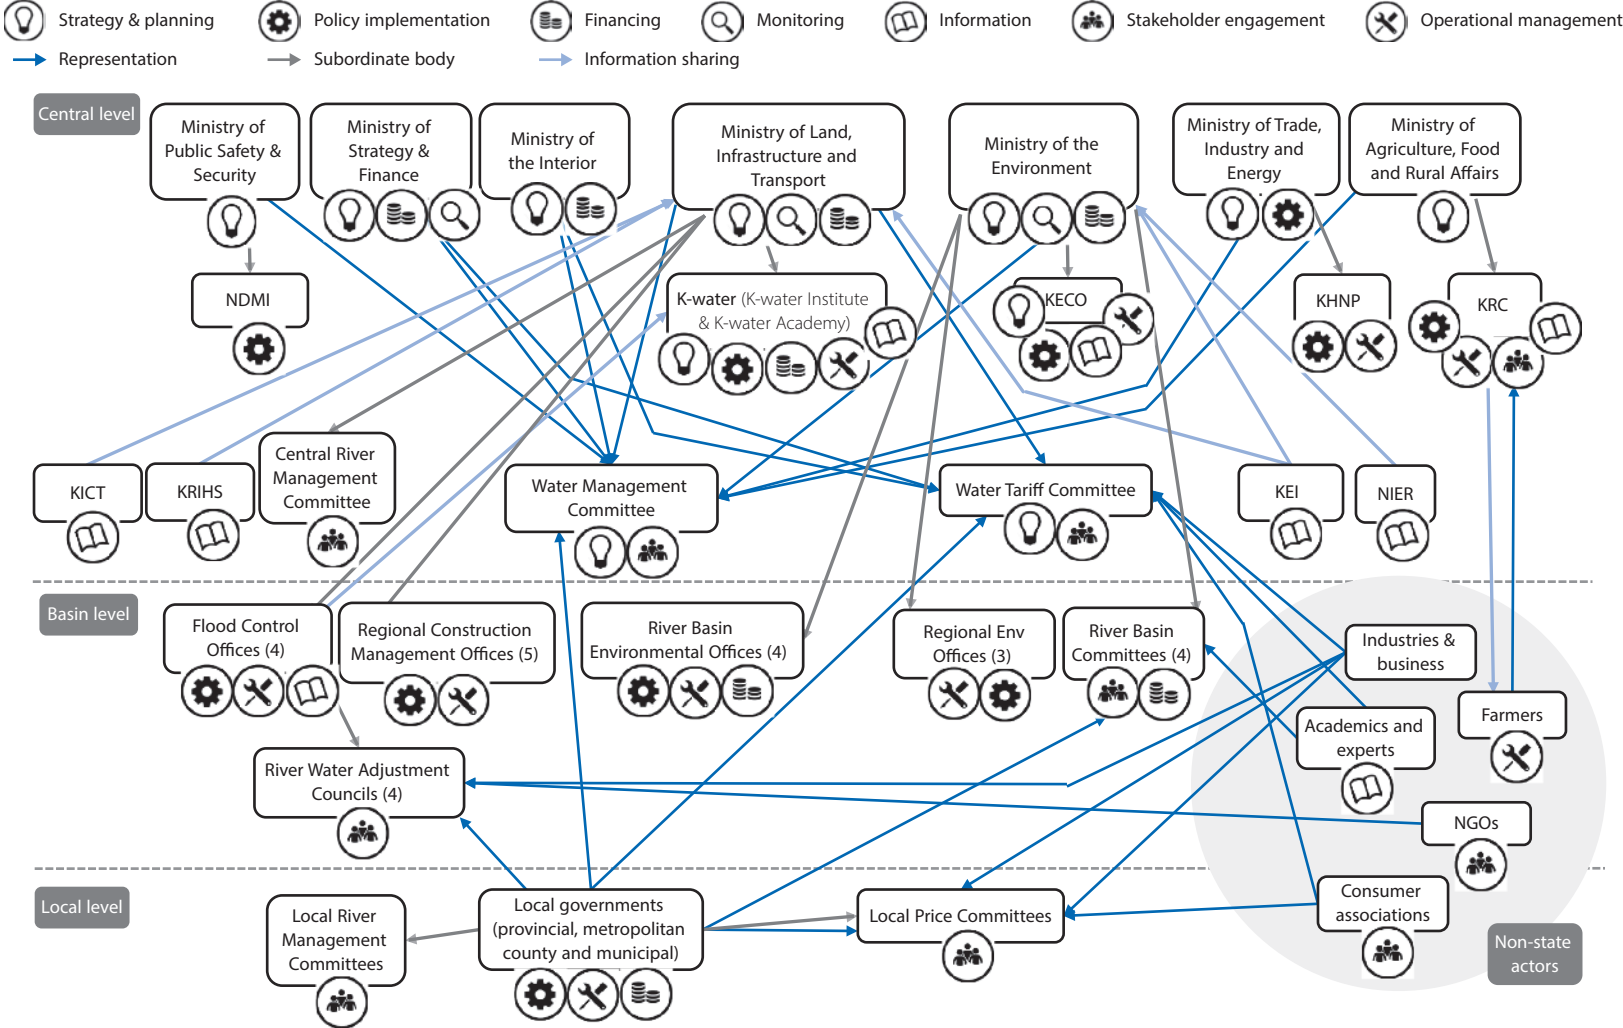 Strategy & planning
Policy implementation
Financing
Monitoring
Information
Stakeholder engagement
Operational management
Representation
Subordinate body
Information sharing
Central level
Ministry of
Public Safety &
Security
Ministry of
Strategy &
Finance
Ministry of
the Interior
Ministry of Land,
Infrastructure and
Transport
Ministry of the
Environment
Ministry of Trade,
Industry and
Energy
Ministry of
Agriculture, Food
and Rural Affairs
NDMI
K-water (K-water Institute
& K-water Academy)
KECO
KHNP
KRC
KICT
KRIHS
Central River
Management
Committee
Water Management
Committee
Water Tariff Committee
KEI
NIER
Basin level
Flood Control
Offices (4)
Regional Construction
Management Offices (5)
River Basin
Environmental Offices (4)
Regional Env
Offices (3)
River Basin
Committees (4)
Industries &
business
Farmers
Academics and
experts
River Water Adjustment
Councils (4)
NGOs
Local level
Local River
Management
Committees
Local governments
(provincial, metropolitan
county and municipal)
Local Price Committees
Consumer
associations
Non-state
actors